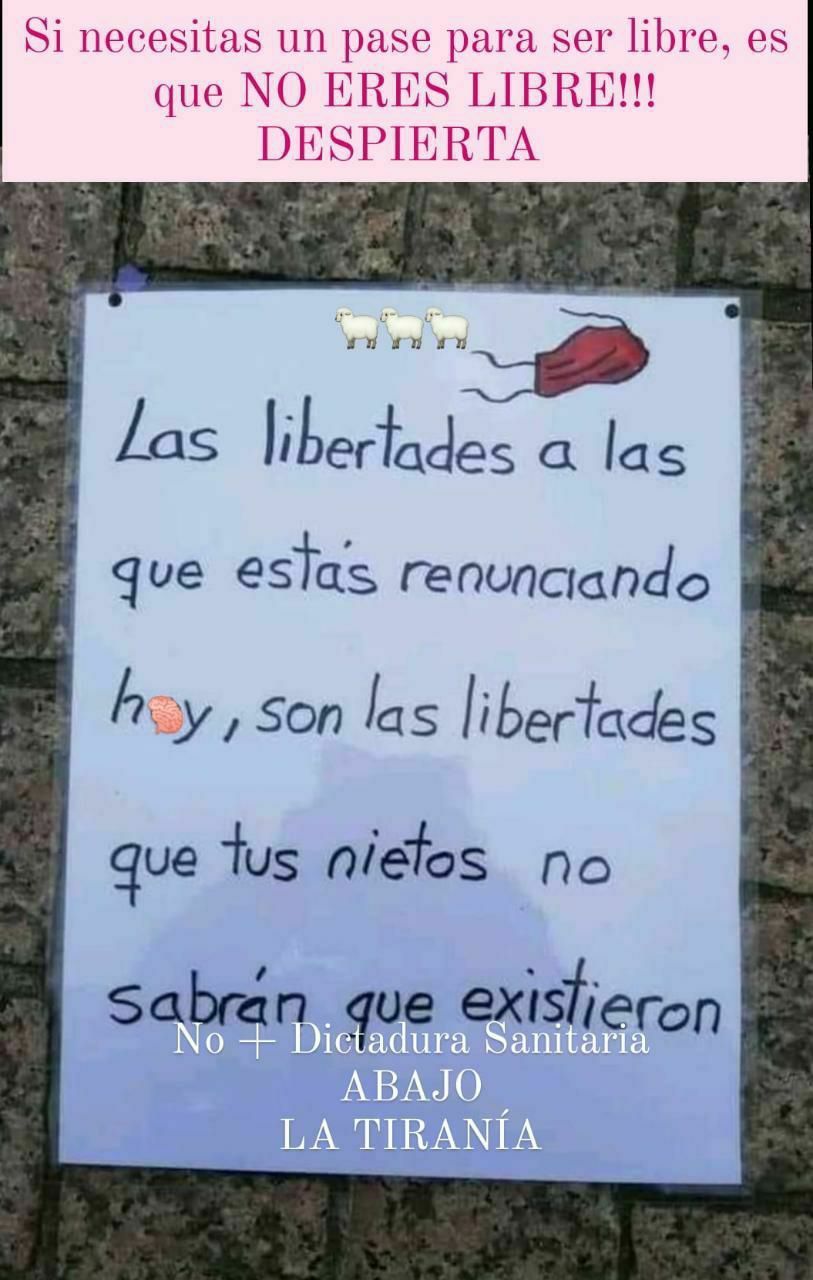 Si necesitas un pase para ser libre, es
que NO ERES LIBRE!!!
DESPIERTA
Las libertades a las
que estás renunciando
hoy, son las libertades
que tus nietos no
sabrán que existieron
No + Dictadura Sanitaria
ABAJO
LA TIRANÍA